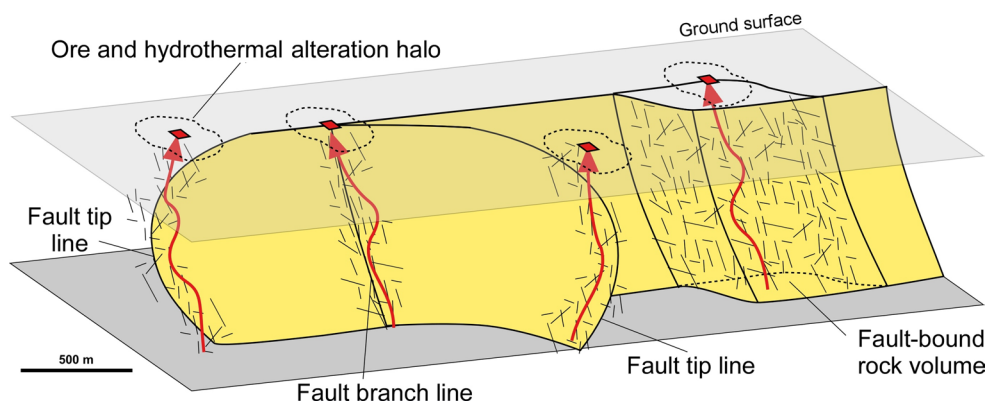 Ground surface
Ore and hydrothermal alteration halo
Fault tip
line
500 m
Fault branch line
Fault tip line
Fault-bound
rock volume